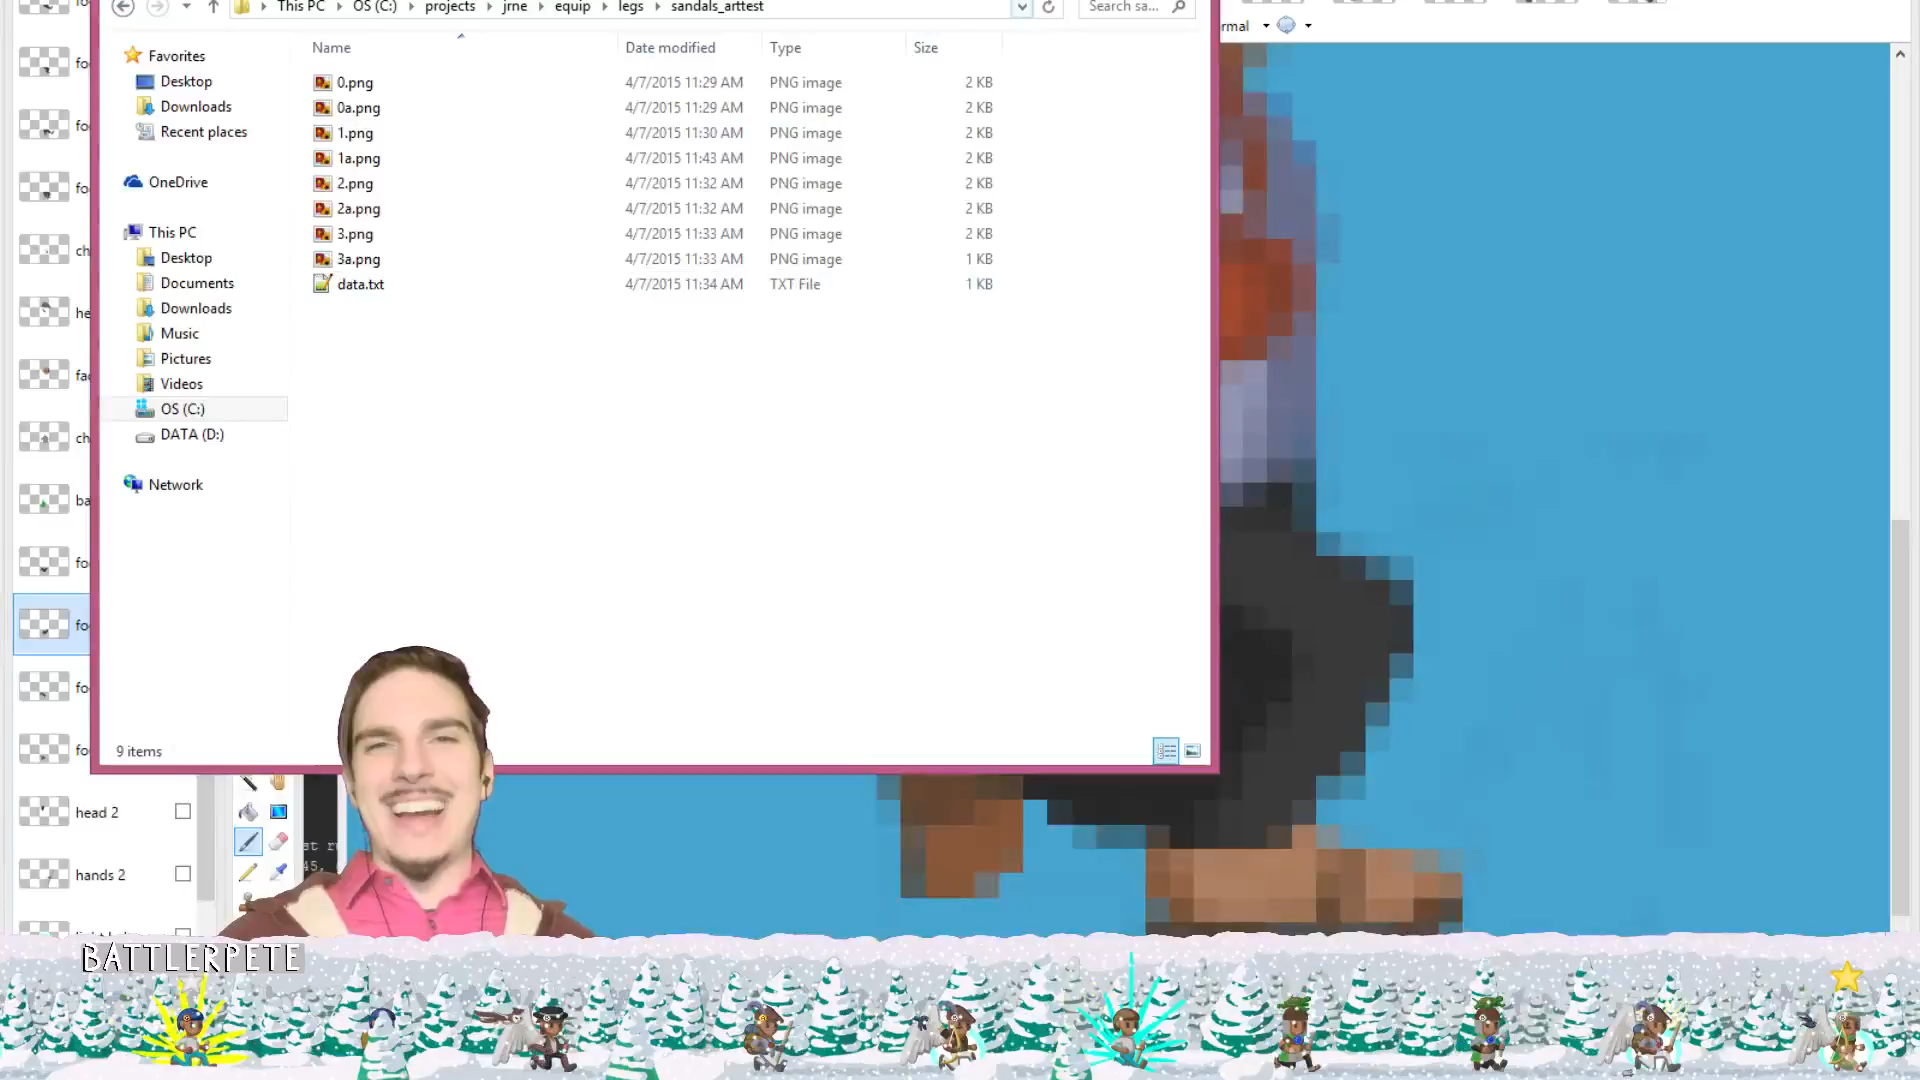 This PC > OS (C:) > projects > jrne > equip > legs > sandals_arttest
Search sa...
Name Date modified Type Size
Favorites
Desktop
Downloads
Recent places
OneDrive
This PC
Desktop
Documents
Downloads
Music
Pictures
Videos
OS (C:)
DATA (D:)
Network
0.png 4/7/2015 11:29 AM PNG image 2 KB
0a.png 4/7/2015 11:29 AM PNG image 2 KB
1.png 4/7/2015 11:30 AM PNG image 2 KB
1a.png 4/7/2015 11:43 AM PNG image 2 KB
2.png 4/7/2015 11:32 AM PNG image 2 KB
2a.png 4/7/2015 11:32 AM PNG image 2 KB
3.png 4/7/2015 11:33 AM PNG image 2 KB
3a.png 4/7/2015 11:33 AM PNG image 1 KB
data.txt 4/7/2015 11:34 AM TXT File 1 KB
9 items
head 2
hands 2
BATTLERPETE